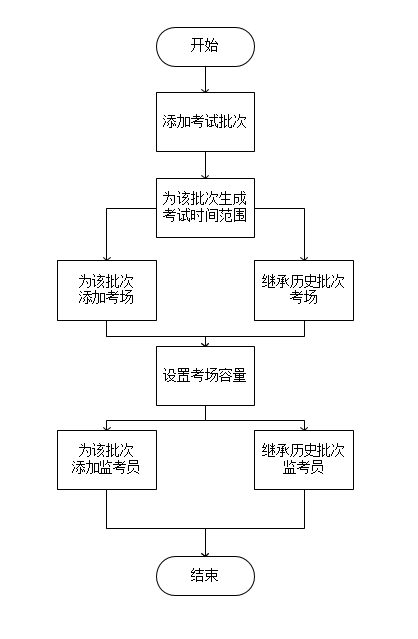 开始
添加考试批次
为该批次生成
考试时间范围
为该批次
添加考场
继承历史批次
考场
设置考场容量
为该批次
添加监考员
继承历史批次
监考员
结束